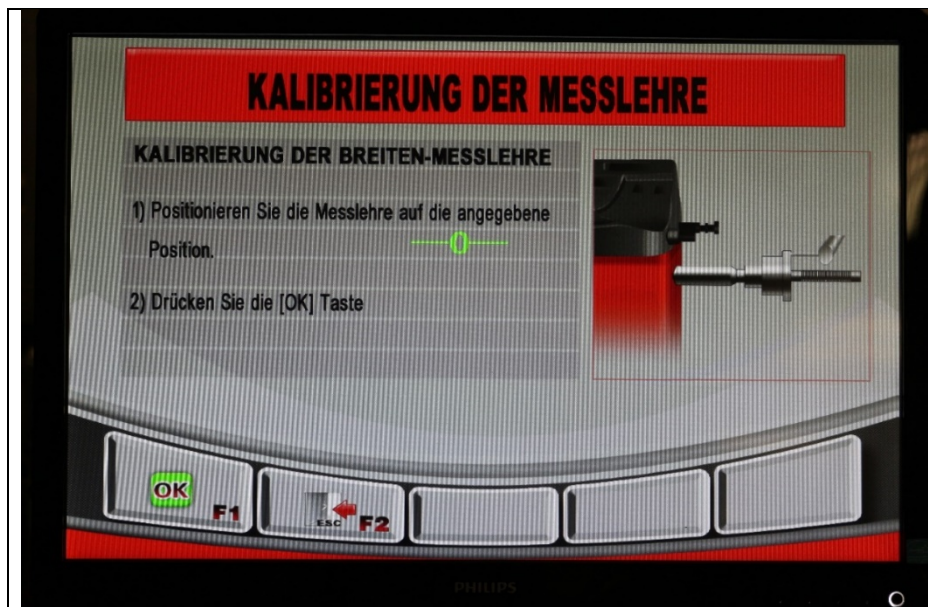 KALIBRIERUNG DER MESSLEHRE
KALIBRIERUNG DER BREITEN-MESSLEHRE
1) Positionieren Sie die Messlehre auf die angegebene
Position.
0
2) Drücken Sie die [OK] Taste
OK F1
ESC F2
PHILIPS